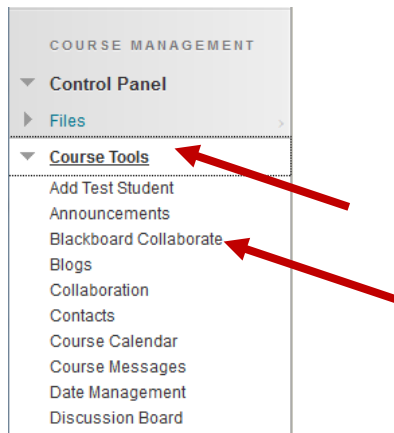 COURSE MANAGEMENT
Control Panel
Files
Course Tools
Add Test Student
Announcements
Blackboard Collaborate
Blogs
Collaboration
Contacts
Course Calendar
Course Messages
Date Management
Discussion Board